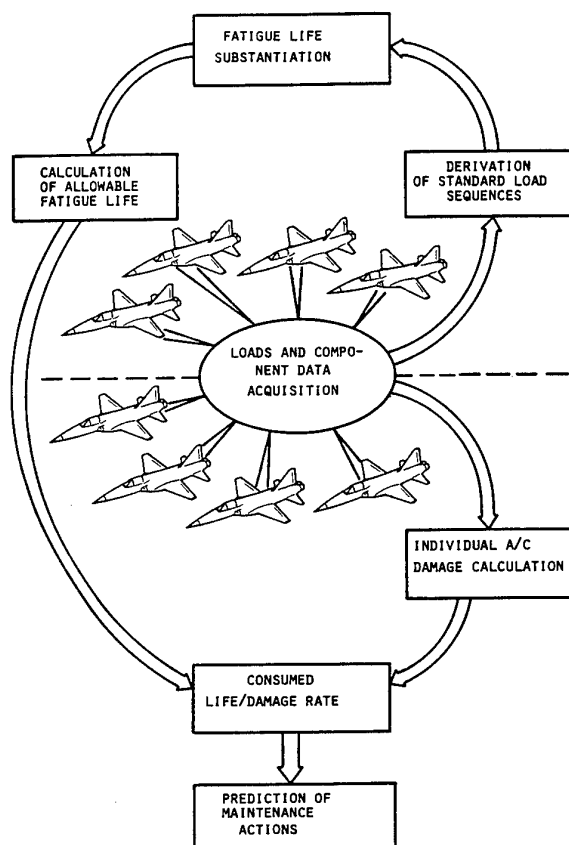 FATIGUE LIFE
SUBSTANTIATION
CALCULATION
OF ALLOWABLE
FATIGUE LIFE
DERIVATION
OF STANDARD LOAD
SEQUENCES
LOADS AND COMPO-
NENT DATA
ACQUISITION
INDIVIDUAL A/C
DAMAGE CALCULATION
CONSUMED
LIFE/DAMAGE RATE
PREDICTION OF
MAINTENANCE
ACTIONS